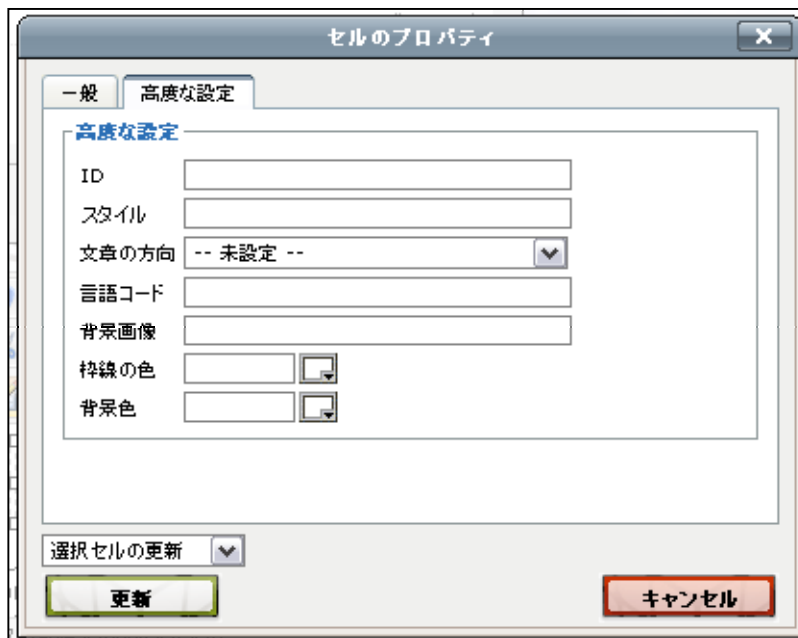 セルのプロパティ
一般
高度な設定
高度な設定
ID
スタイル
文章の方向
-- 未設定 --
言語コード
背景画像
枠線の色
背景色
選択セルの更新
更新
キャンセル